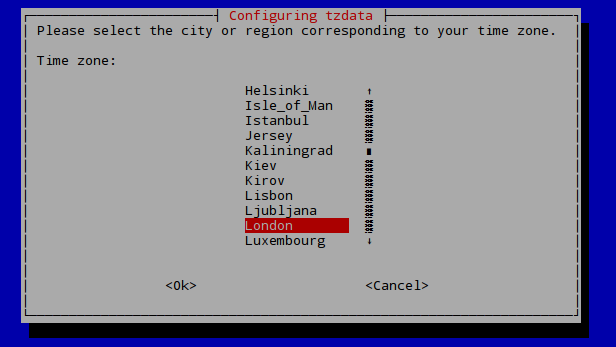 Configuring tzdata
Please select the city or region corresponding to your time zone.
Time zone:
Helsinki
Isle_of_Man
Istanbul
Jersey
Kaliningrad
Kiev
Kirov
Lisbon
Ljubljana
London
Luxembourg
<Ok> <Cancel>